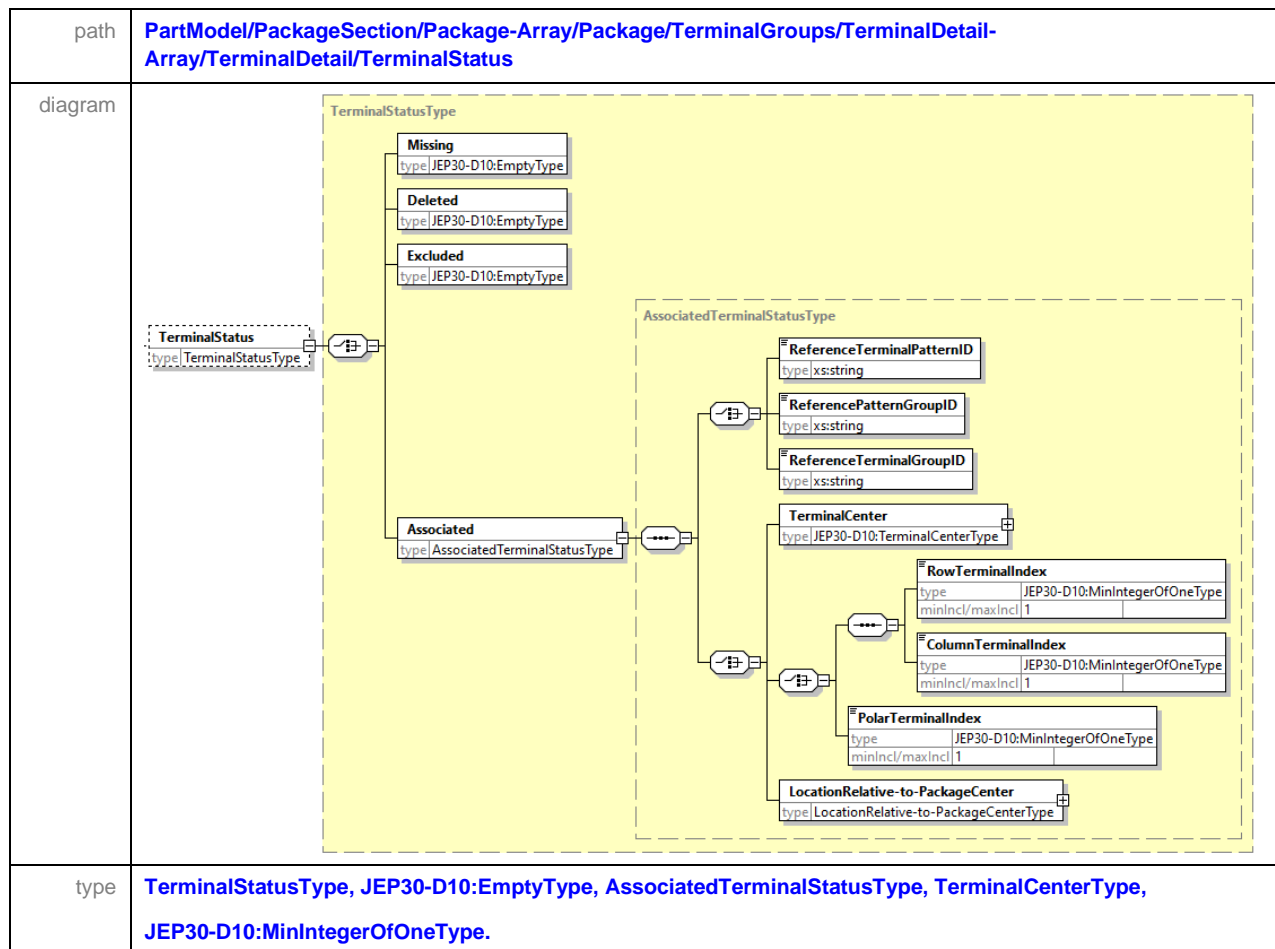 path
PartModel/PackageSection/Package-Array/Package/TerminalGroups/TerminalDetail-
Array/TerminalDetail/TerminalStatus
diagram
TerminalStatusType
Missing
type JEP30-D10:EmptyType
Deleted
type JEP30-D10:EmptyType
Excluded
type JEP30-D10:EmptyType
TerminalStatus
type TerminalStatusType
Associated
type AssociatedTerminalStatusType
AssociatedTerminalStatusType
ReferenceTerminalPatternID
type xs:string
ReferencePatternGroupID
type xs:string
ReferenceTerminalGroupID
type xs:string
TerminalCenter
type JEP30-D10:TerminalCenterType
RowTerminalIndex
type JEP30-D10:MinIntegerOfOneType
minIncl/maxIncl 1
ColumnTerminalIndex
type JEP30-D10:MinIntegerOfOneType
minIncl/maxIncl 1
PolarTerminalIndex
type JEP30-D10:MinIntegerOfOneType
minIncl/maxIncl 1
LocationRelative-to-PackageCenter
type LocationRelative-to-PackageCenterType
type
TerminalStatusType, JEP30-D10:EmptyType, AssociatedTerminalStatusType, TerminalCenterType,
JEP30-D10:MinIntegerOfOneType.